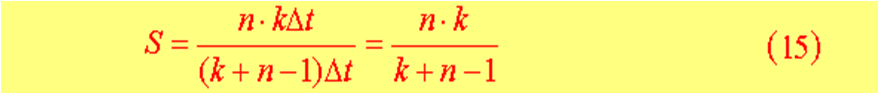 S = n · kΔt / (k + n − 1)Δt = n · k / k + n − 1 (15)